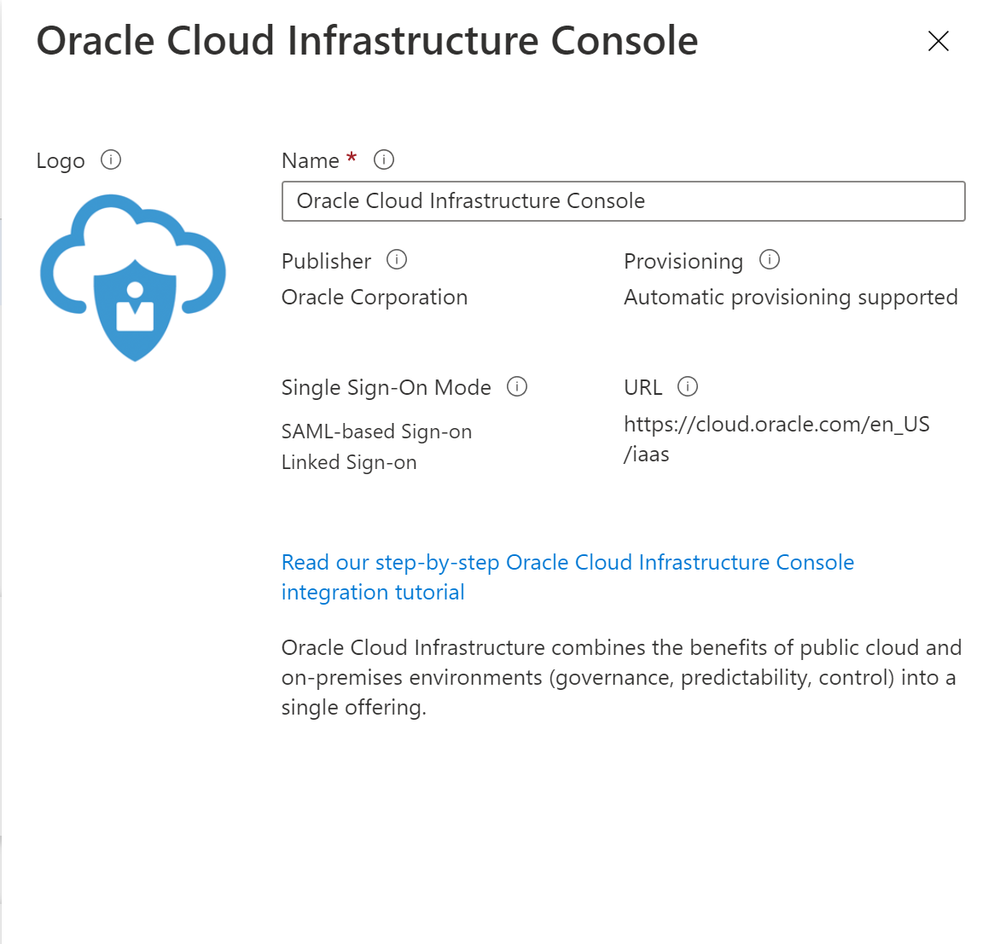 Oracle Cloud Infrastructure Console
Logo
Name *
Oracle Cloud Infrastructure Console
Publisher
Provisioning
Oracle Corporation
Automatic provisioning supported
Single Sign-On Mode
URL
SAML-based Sign-on
Linked Sign-on
https://cloud.oracle.com/en_US
/iaas
Read our step-by-step Oracle Cloud Infrastructure Console
integration tutorial
Oracle Cloud Infrastructure combines the benefits of public cloud and
on-premises environments (governance, predictability, control) into a
single offering.